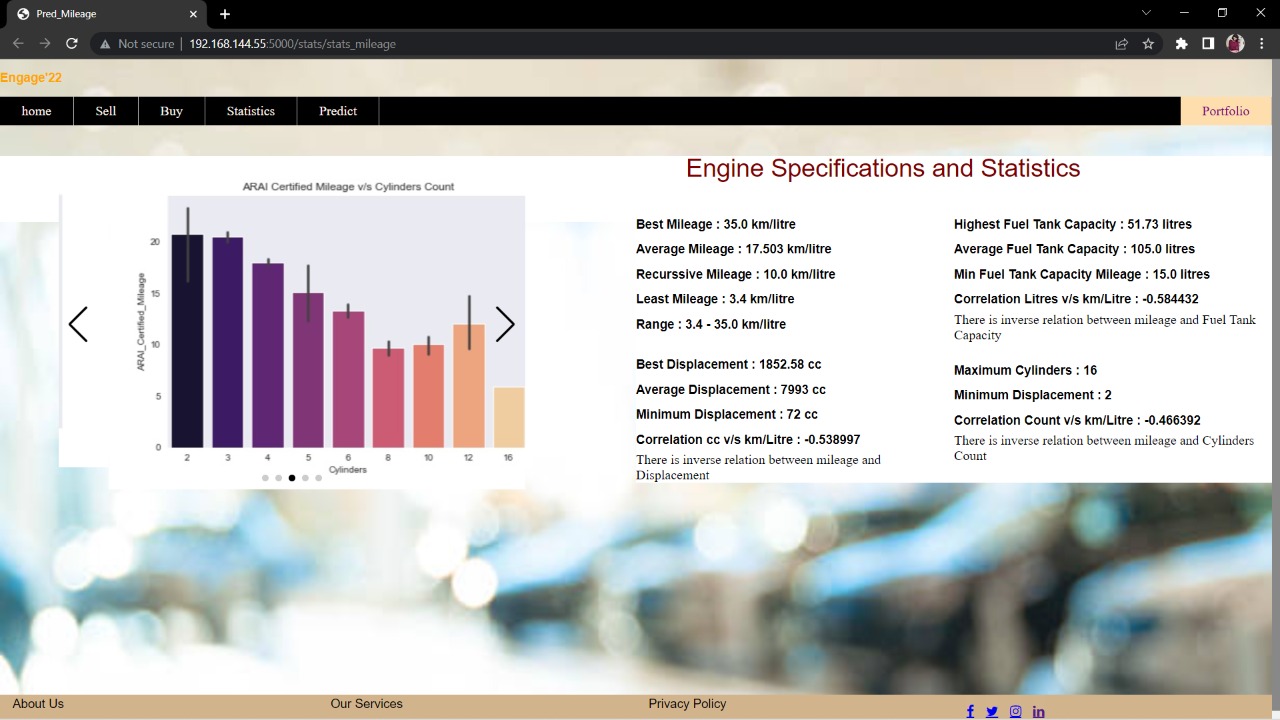 Pred_Mileage
Not secure | 192.168.144.55:5000/stats/stats_mileage
Engage'22
home Sell Buy Statistics Predict Portfolio
Engine Specifications and Statistics
ARAI Certified Mileage v/s Cylinders Count
ARAI_Certified_Mileage
20
15
10
5
0
2 3 4 5 6 8 10 12 16
Cylinders
Best Mileage : 35.0 km/litre
Average Mileage : 17.503 km/litre
Recurssive Mileage : 10.0 km/litre
Least Mileage : 3.4 km/litre
Range : 3.4 - 35.0 km/litre
Best Displacement : 1852.58 cc
Average Displacement : 7993 cc
Minimum Displacement : 72 cc
Correlation cc v/s km/Litre : -0.538997
There is inverse relation between mileage and
Displacement
Highest Fuel Tank Capacity : 51.73 litres
Average Fuel Tank Capacity : 105.0 litres
Min Fuel Tank Capacity Mileage : 15.0 litres
Correlation Litres v/s km/Litre : -0.584432
There is inverse relation between mileage and Fuel Tank
Capacity
Maximum Cylinders : 16
Minimum Displacement : 2
Correlation Count v/s km/Litre : -0.466392
There is inverse relation between mileage and Cylinders
Count
About Us Our Services Privacy Policy